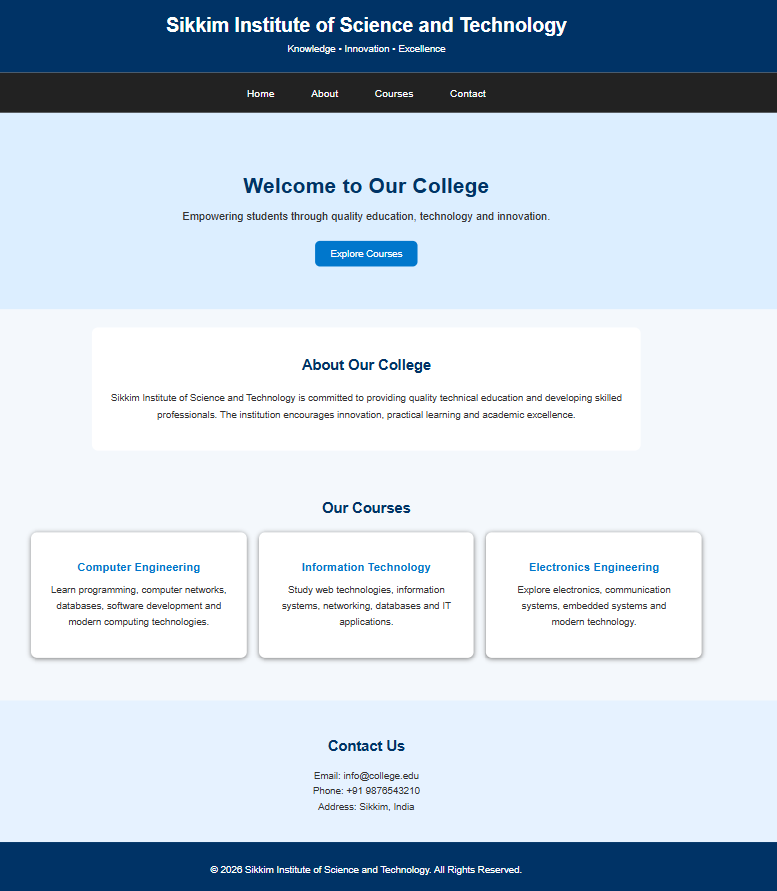 Sikkim Institute of Science and Technology
Knowledge • Innovation • Excellence
Home About Courses Contact
Welcome to Our College
Empowering students through quality education, technology and innovation.
Explore Courses
About Our College
Sikkim Institute of Science and Technology is committed to providing quality technical education and developing skilled
professionals. The institution encourages innovation, practical learning and academic excellence.
Our Courses
Computer Engineering
Learn programming, computer networks,
databases, software development and
modern computing technologies.
Information Technology
Study web technologies, information
systems, networking, databases and IT
applications.
Electronics Engineering
Explore electronics, communication
systems, embedded systems and
modern technology.
Contact Us
Email: info@college.edu
Phone: +91 9876543210
Address: Sikkim, India
© 2026 Sikkim Institute of Science and Technology. All Rights Reserved.